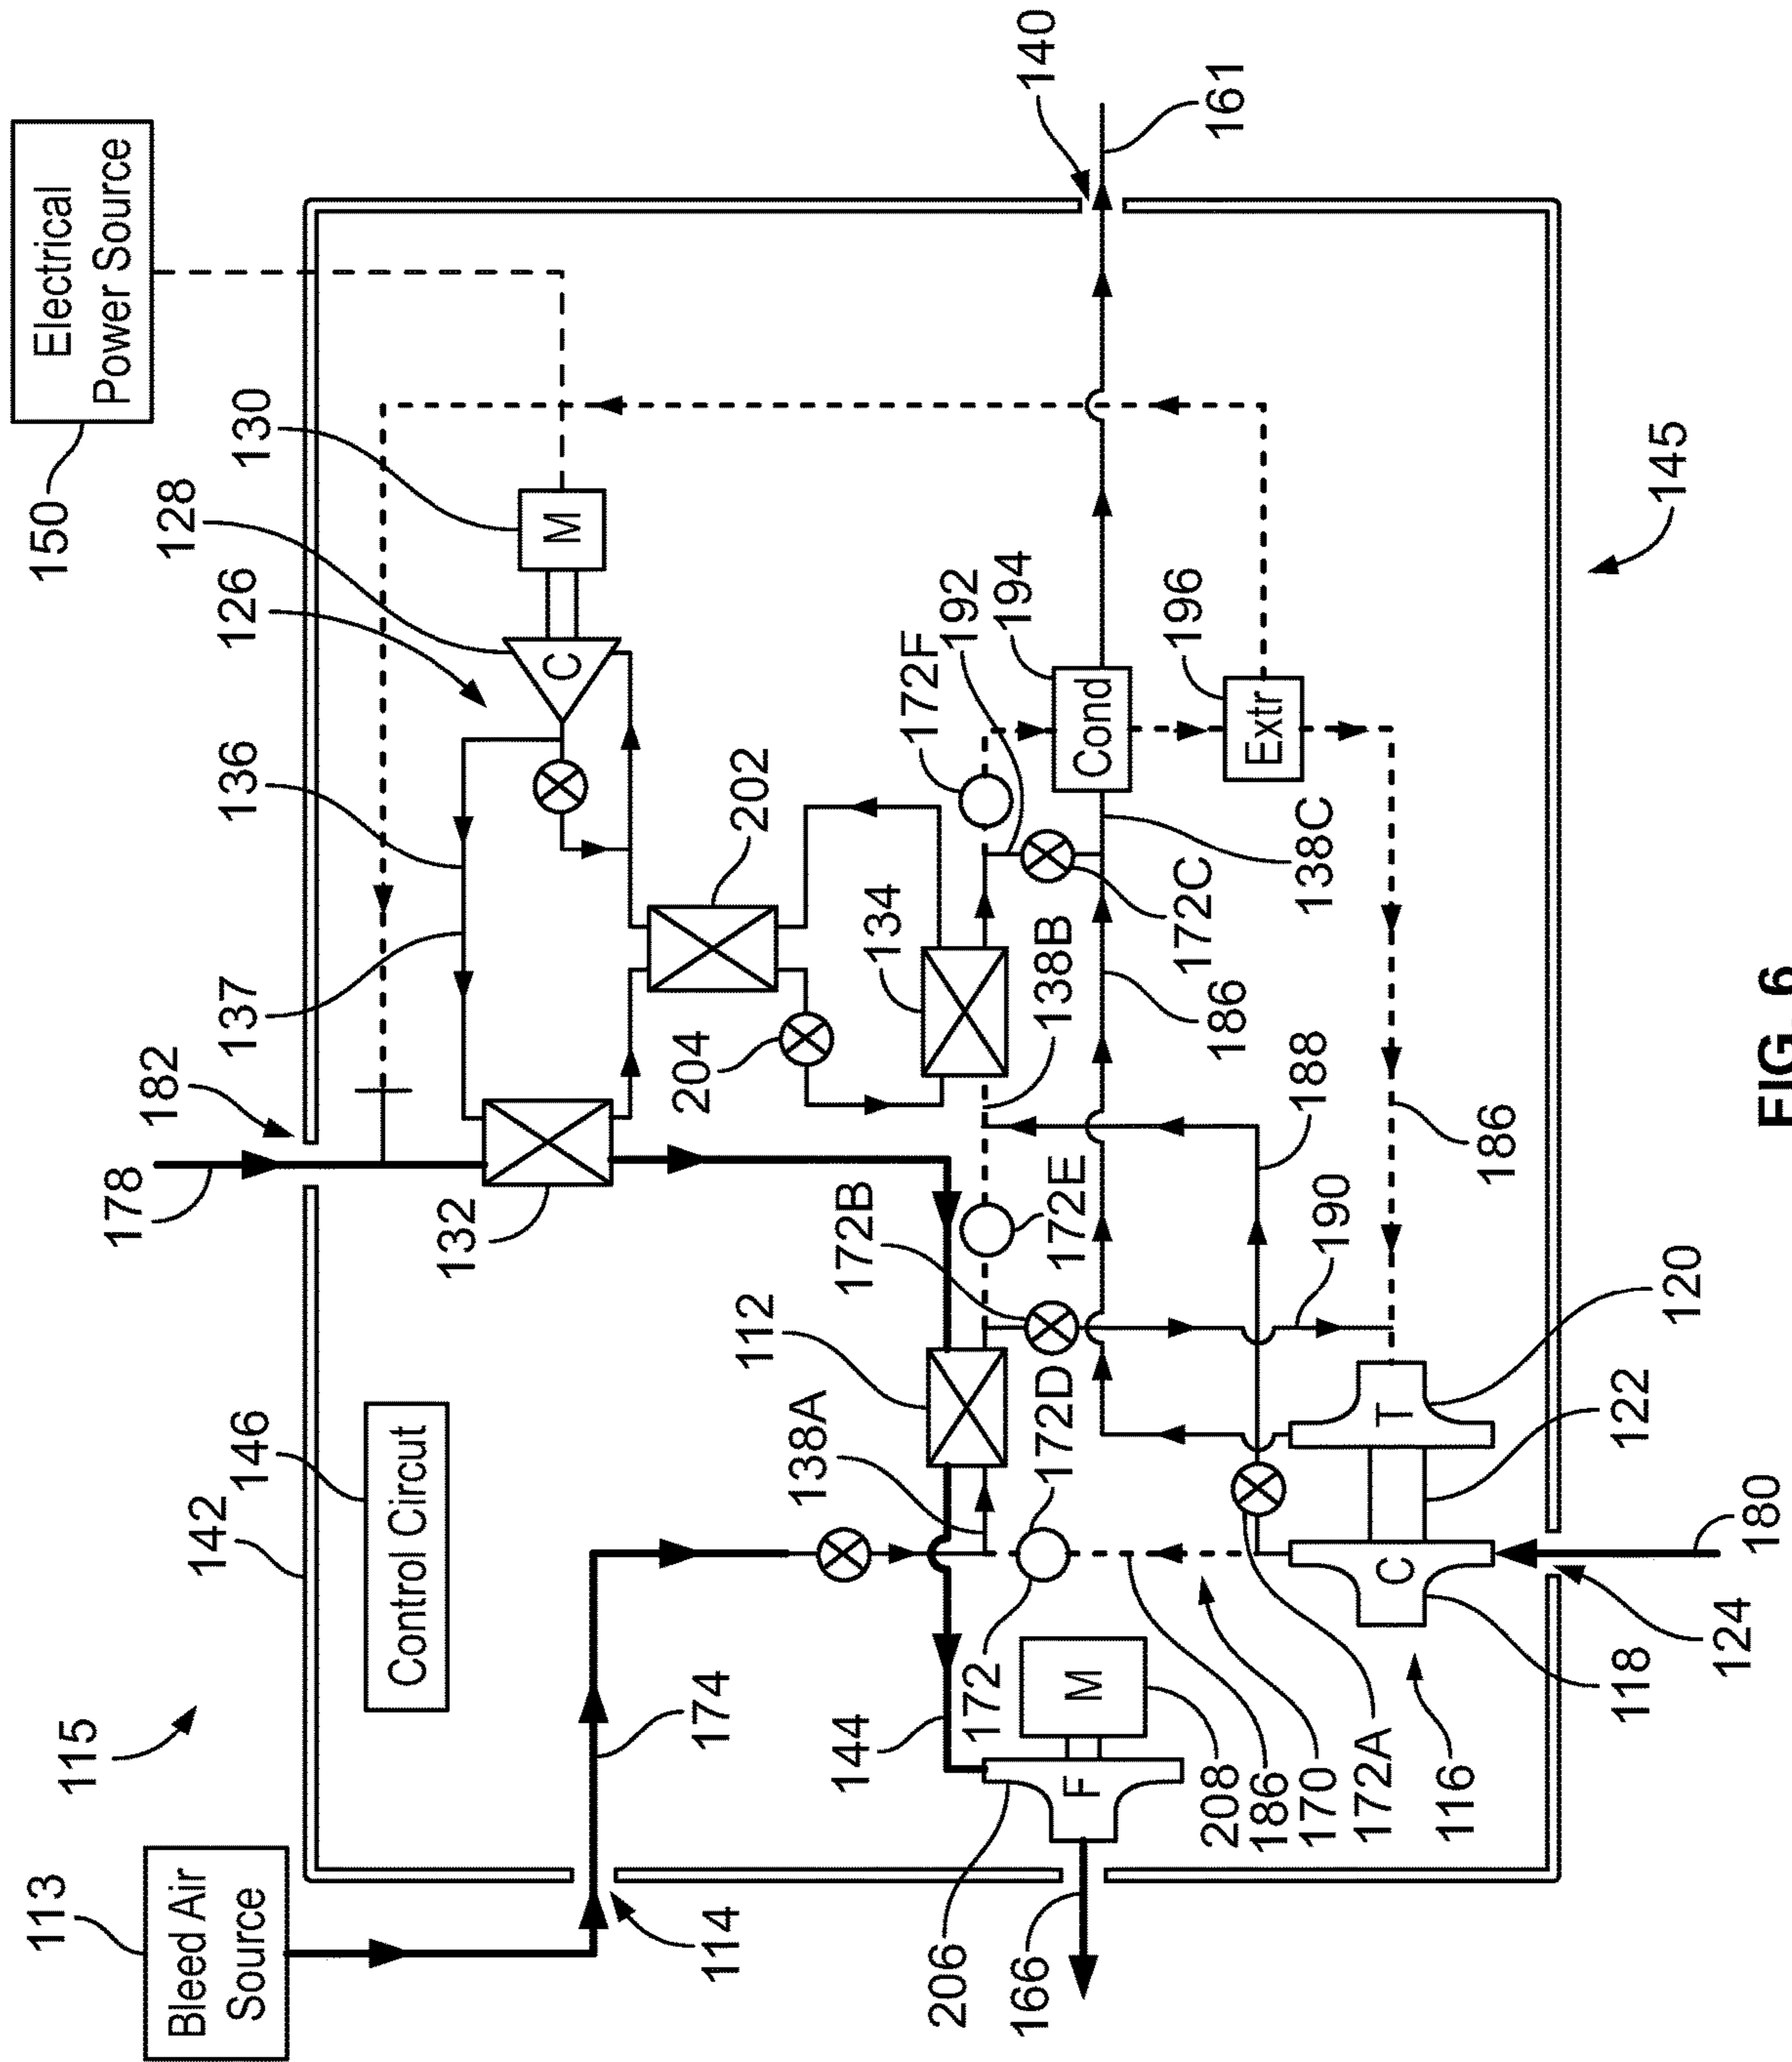 113
150
Electrical
Power Source
115
178
182
128
Bleed Air
Source
142
146
137
136
126
130
Control Circut
132
C
M
174
114
204
202
112
138A
144
172B
134
172F
206
192
172
194
166
172D
172E
138B
140
F
M
Cond
186
172C
196
161
208
186
Extr
188
170
138C
190
172A
C
T
116
124
186
118
122
145
120
180
FIG. 6